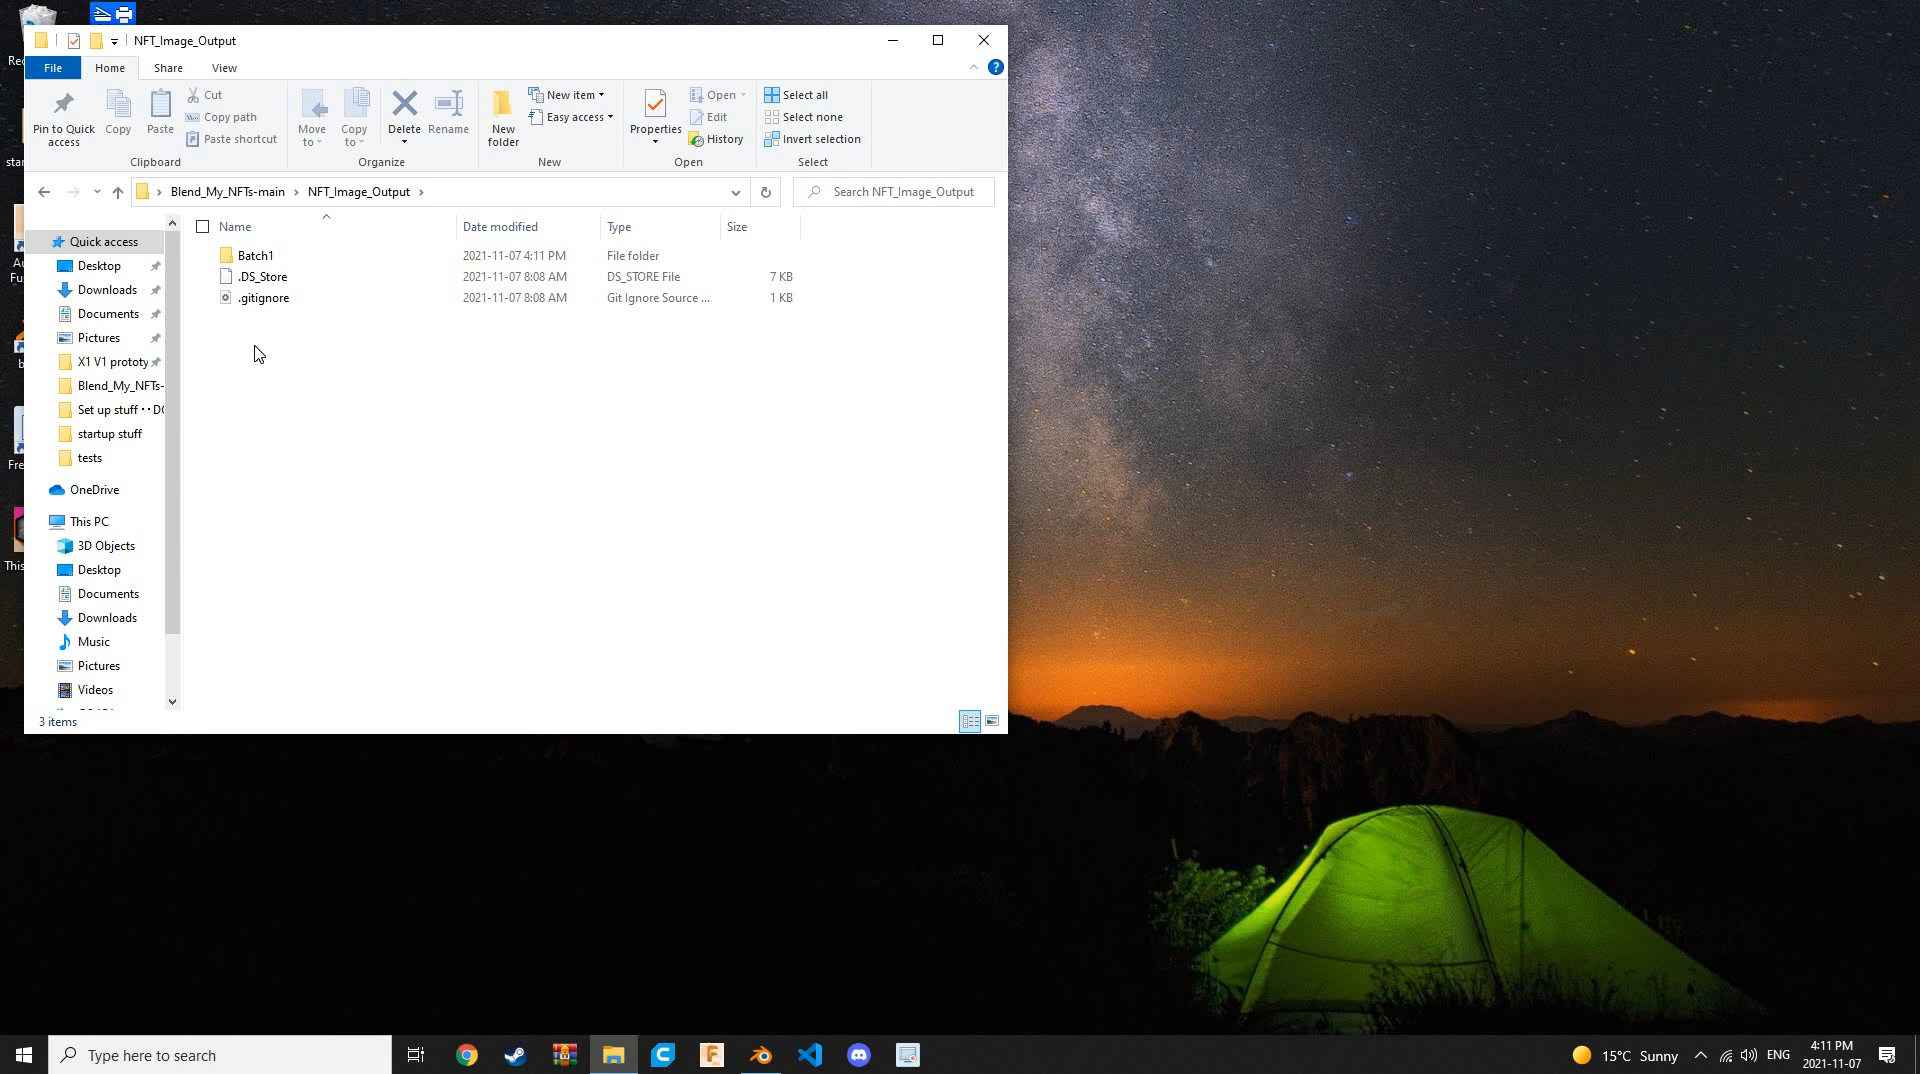 NFT_Image_Output
File Home Share View
Pin to Quick access
Copy
Paste
Cut
Copy path
Paste shortcut
Clipboard
Move to
Copy to
Delete
Rename
Organize
New folder
New item
Easy access
New
Properties
Open
Edit
History
Open
Select all
Select none
Invert selection
Select
Blend_My_NFTs-main > NFT_Image_Output >
Search NFT_Image_Output
Name Date modified Type Size
Batch1 2021-11-07 4:11 PM File folder
.DS_Store 2021-11-07 8:08 AM DS_STORE File 7 KB
.gitignore 2021-11-07 8:08 AM Git Ignore Source ... 1 KB
Quick access
Desktop
Downloads
Documents
Pictures
X1 V1 prototy
Blend_My_NFTs-
Set up stuff
startup stuff
tests
OneDrive
This PC
3D Objects
Desktop
Documents
Downloads
Music
Pictures
Videos
3 items
Rec
star
Au
Fus
b
Fre
This
Type here to search
15°C Sunny
ENG
4:11 PM
2021-11-07